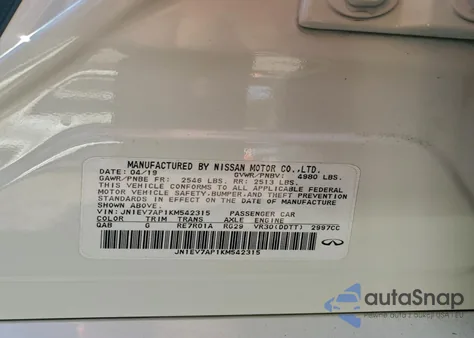 MANUFACTURED BY NISSAN MOTOR CO.,LTD.
DATE: 04/19 GVWR/PNBV: 4980 LBS.
GAWR/PNBE FR: 2546 LBS. RR: 2513 LBS.
THIS VEHICLE CONFORMS TO ALL APPLICABLE FEDERAL
MOTOR VEHICLE SAFETY,BUMPER,AND THEFT PREVENTION
STANDARDS IN EFFECT ON THE DATE OF MANUFACTURE
SHOWN ABOVE.
VIN: JN1EV7AP1KM542315 PASSENGER CAR
COLOR TRIM TRANS AXLE ENGINE
GAB G RE7R01A RG29 VR30(DDTT) 2997CC
JN1EV7AP1KM542315
autaSnap